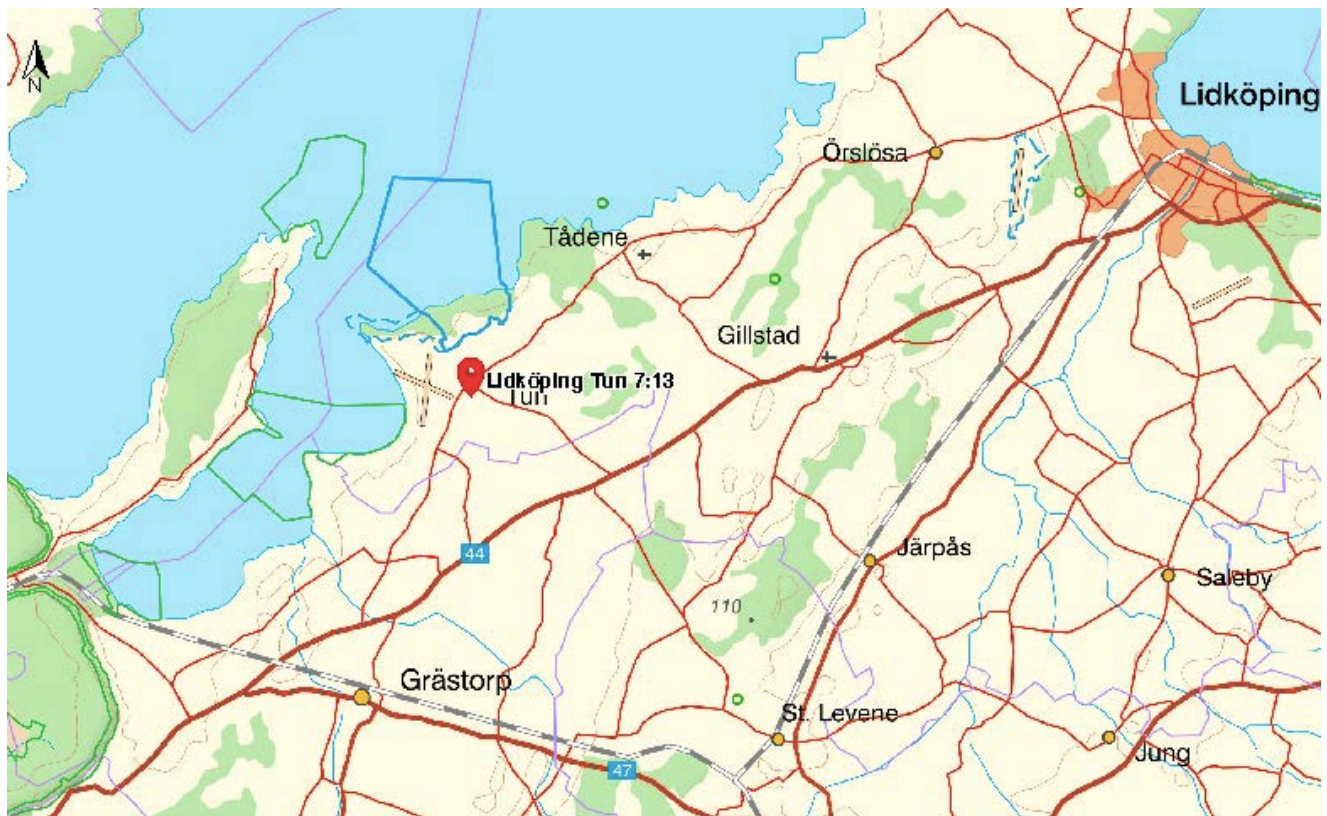 N
Lidköping
Örslösa
Tådene
Gillstad
Lidköping Tun 7:13
Tun
44
Järpås
Saleby
110
Grästorp
St. Levene
Jung
47